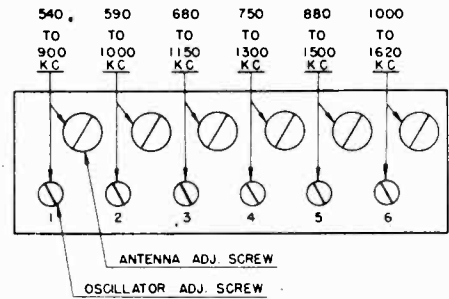 540 590 680 750 880 1000
TO TO TO TO TO TO
900 1000 1150 1300 1500 1620
KC KC KC KC KC KC
1 2 3 4 5 6
ANTENNA ADJ. SCREW
OSCILLATOR ADJ. SCREW